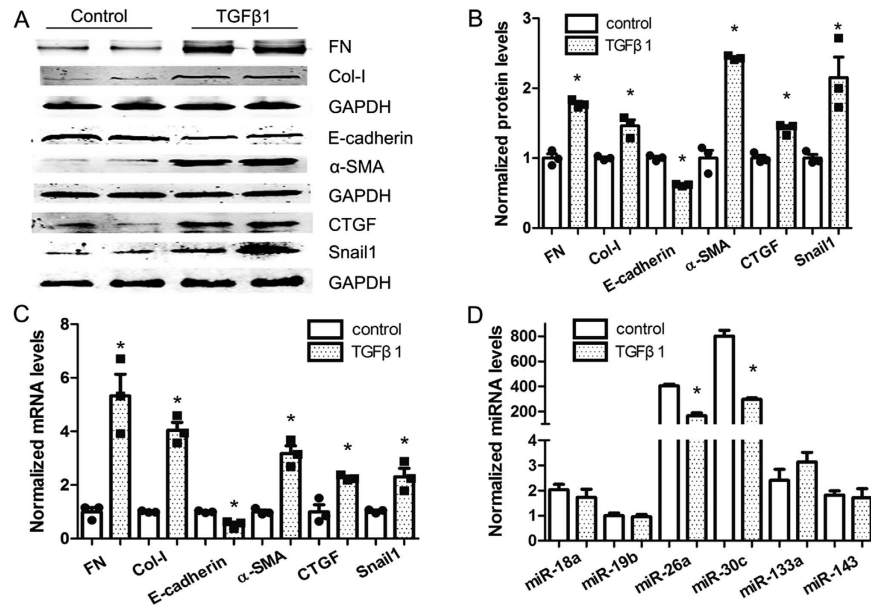 A
Control TGFβ1
FN
Col-I
GAPDH
E-cadherin
α-SMA
GAPDH
CTGF
Snail1
GAPDH
B
control
TGFβ 1
Normalized protein levels
3
2
1
0
* * * * * *
FN Col-I E-cadherin α-SMA CTGF Snail1
C
control
TGFβ 1
Normalized mRNA levels
8
6
4
2
0
* * * * * *
FN Col-I E-cadherin α-SMA CTGF Snail1
D
control
TGFβ 1
Normalized miRNA levels
800
600
400
200
4
3
2
1
0
* *
miR-18a miR-19b miR-26a miR-30c miR-133a miR-143